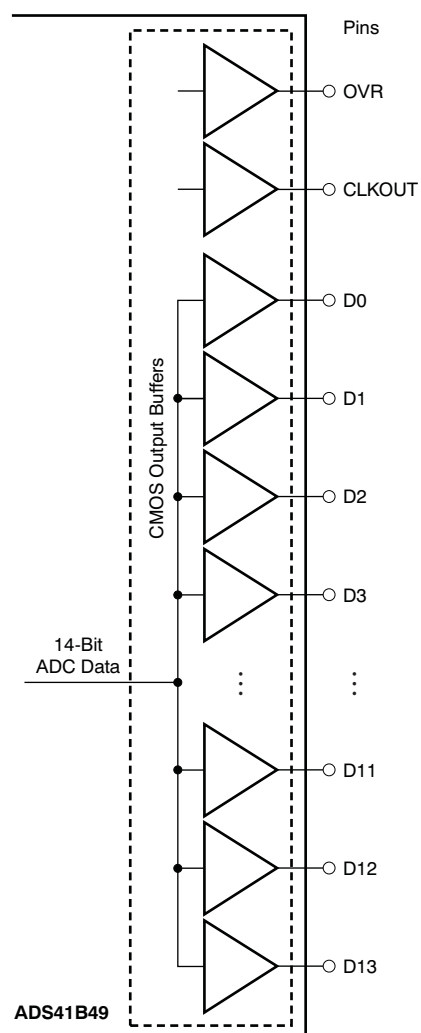 Pins
OVR
CLKOUT
D0
CMOS Output Buffers
D1
D2
D3
14-Bit
ADC Data
⋮ ⋮
D11
D12
D13
ADS41B49